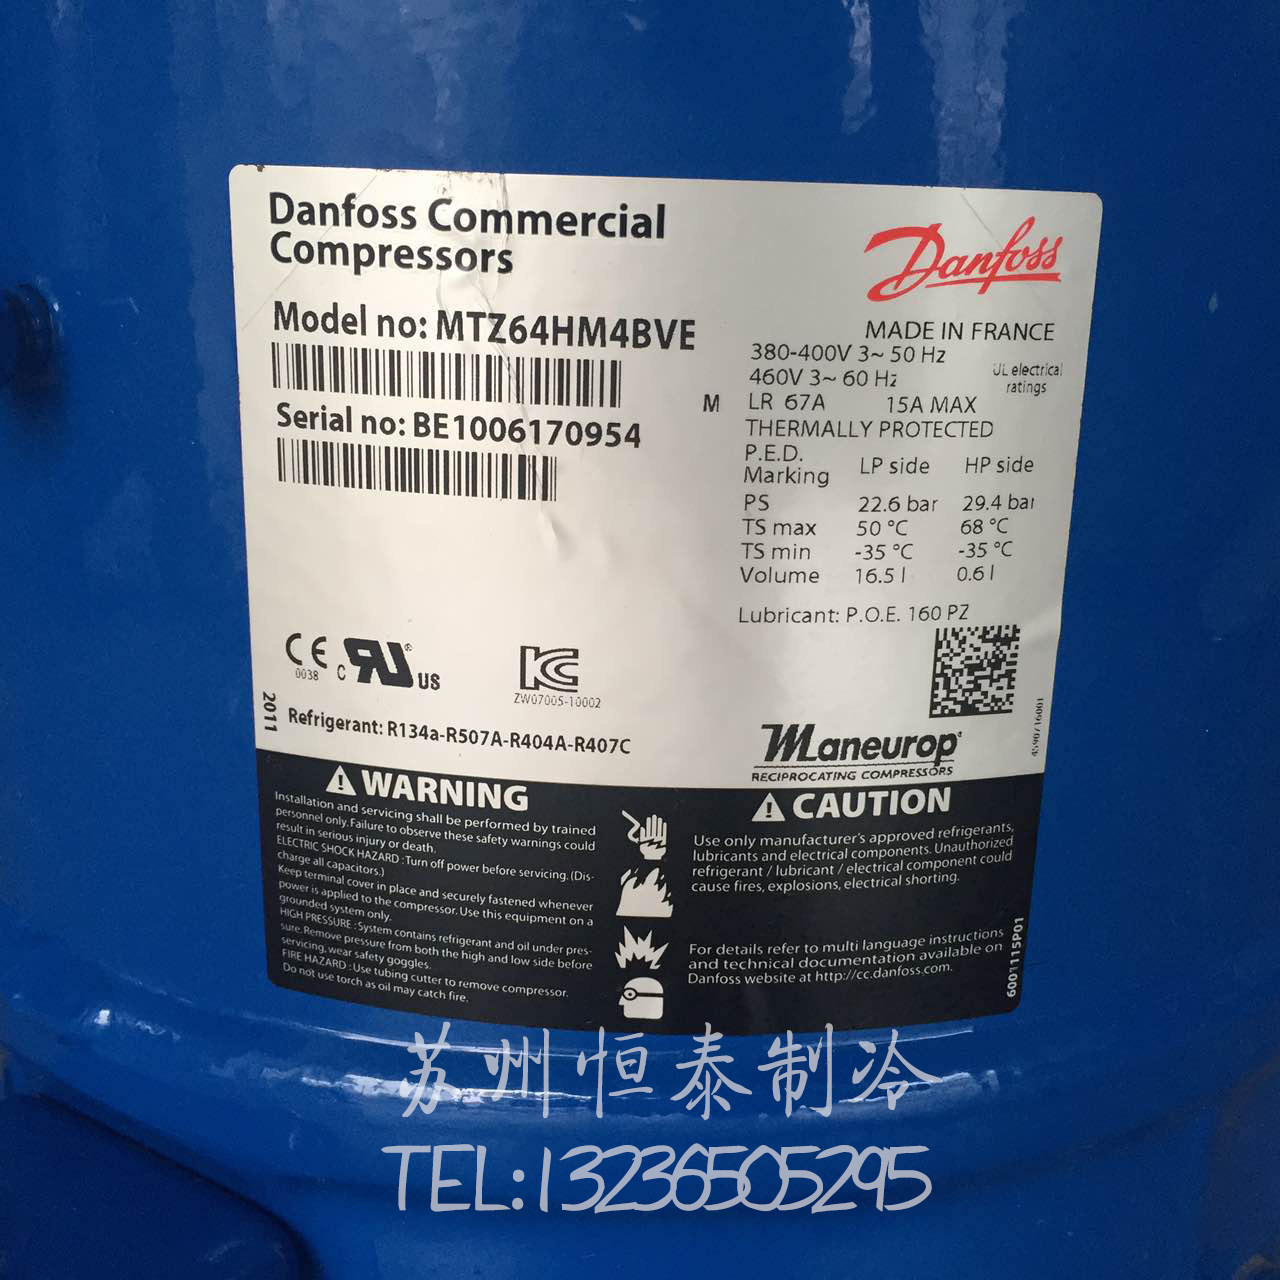 Danfoss Commercial
Compressors
Danfoss
Model no: MTZ64HM4BVE
Serial no: BE1006170954
MADE IN FRANCE
380-400V 3~ 50 Hz
460V 3~ 60 Hz
UL electrical
ratings
M LR 67A 15A MAX
THERMALLY PROTECTED
P.E.D.
Marking LP side HP side
PS 22.6 bar 29.4 bar
TS max 50 °C 68 °C
TS min -35 °C -35 °C
Volume 16.5 l 0.6 l
Lubricant: P.O.E. 160 PZ
CE
0038
c RU ® US
KC
ZW07005-10002
2011
Refrigerant: R134a-R507A-R404A-R407C
Maneurop®
RECIPROCATING COMPRESSORS
WARNING
Installation and servicing shall be performed by trained
personnel only. Failure to observe these safety warnings could
result in serious injury or death.
ELECTRIC SHOCK HAZARD : Turn off power before servicing. (Dis-
charge all capacitors.)
Keep terminal cover in place and securely fastened whenever
power is applied to the compressor. Use this equipment on a
grounded system only.
HIGH PRESSURE : System contains refrigerant and oil under pres-
sure. Remove pressure from both the high and low side before
servicing, wear safety goggles.
FIRE HAZARD : Use tubing cutter to remove compressor.
Do not use torch as oil may catch fire.
CAUTION
Use only manufacturer's approved refrigerants,
lubricants and electrical components. Unauthorized
refrigerant / lubricant / electrical component could
cause fires, explosions, electrical shorting.
For details refer to multi language instructions
and technical documentation available on
Danfoss website at http://cc.danfoss.com.
6001115P01
苏州恒泰制冷
TEL:13236505295